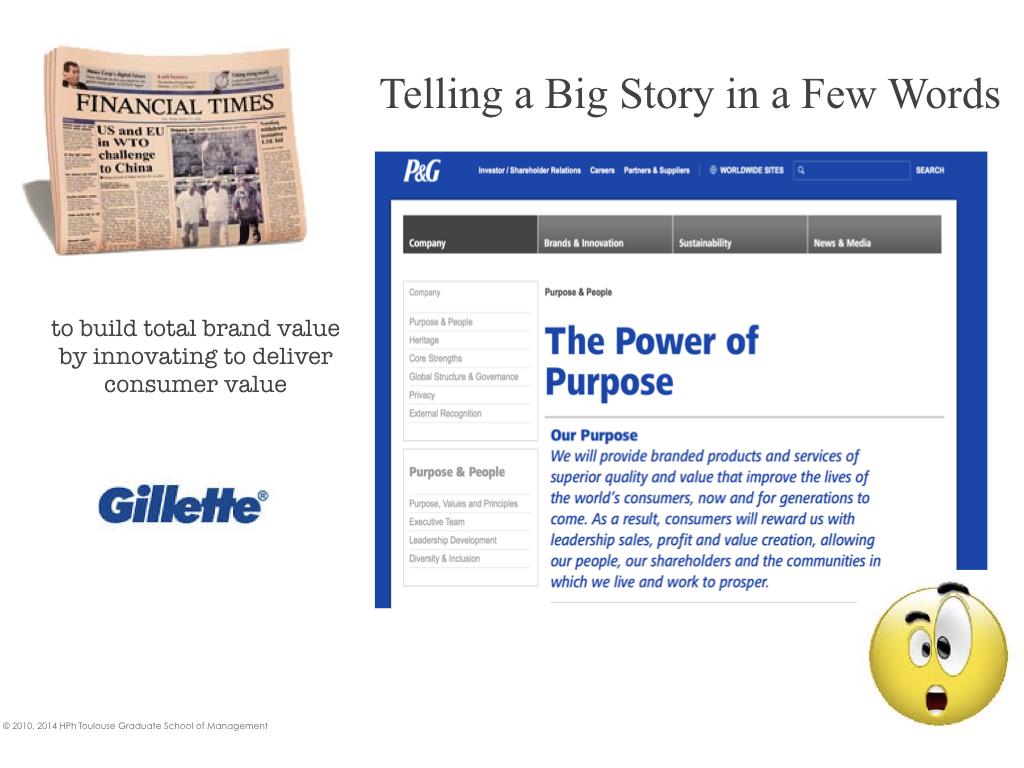 Telling a Big Story in a Few Words
News Corp's digital future
A rich business
FINANCIAL TIMES
US and EU
in WTO
challenge
to China
to build total brand value
by innovating to deliver
consumer value
Gillette®
P&G
Investor / Shareholder Relations Careers Partners & Suppliers WORLDWIDE SITES SEARCH
Company Brands & Innovation Sustainability News & Media
Company
Purpose & People
Heritage
Core Strengths
Global Structure & Governance
Privacy
External Recognition
Purpose & People
Purpose, Values and Principles
Executive Team
Leadership Development
Diversity & Inclusion
Purpose & People
The Power of
Purpose
Our Purpose
We will provide branded products and services of
superior quality and value that improve the lives of
the world's consumers, now and for generations to
come. As a result, consumers will reward us with
leadership sales, profit and value creation, allowing
our people, our shareholders and the communities in
which we live and work to prosper.
© 2010, 2014 HPh Toulouse Graduate School of Management